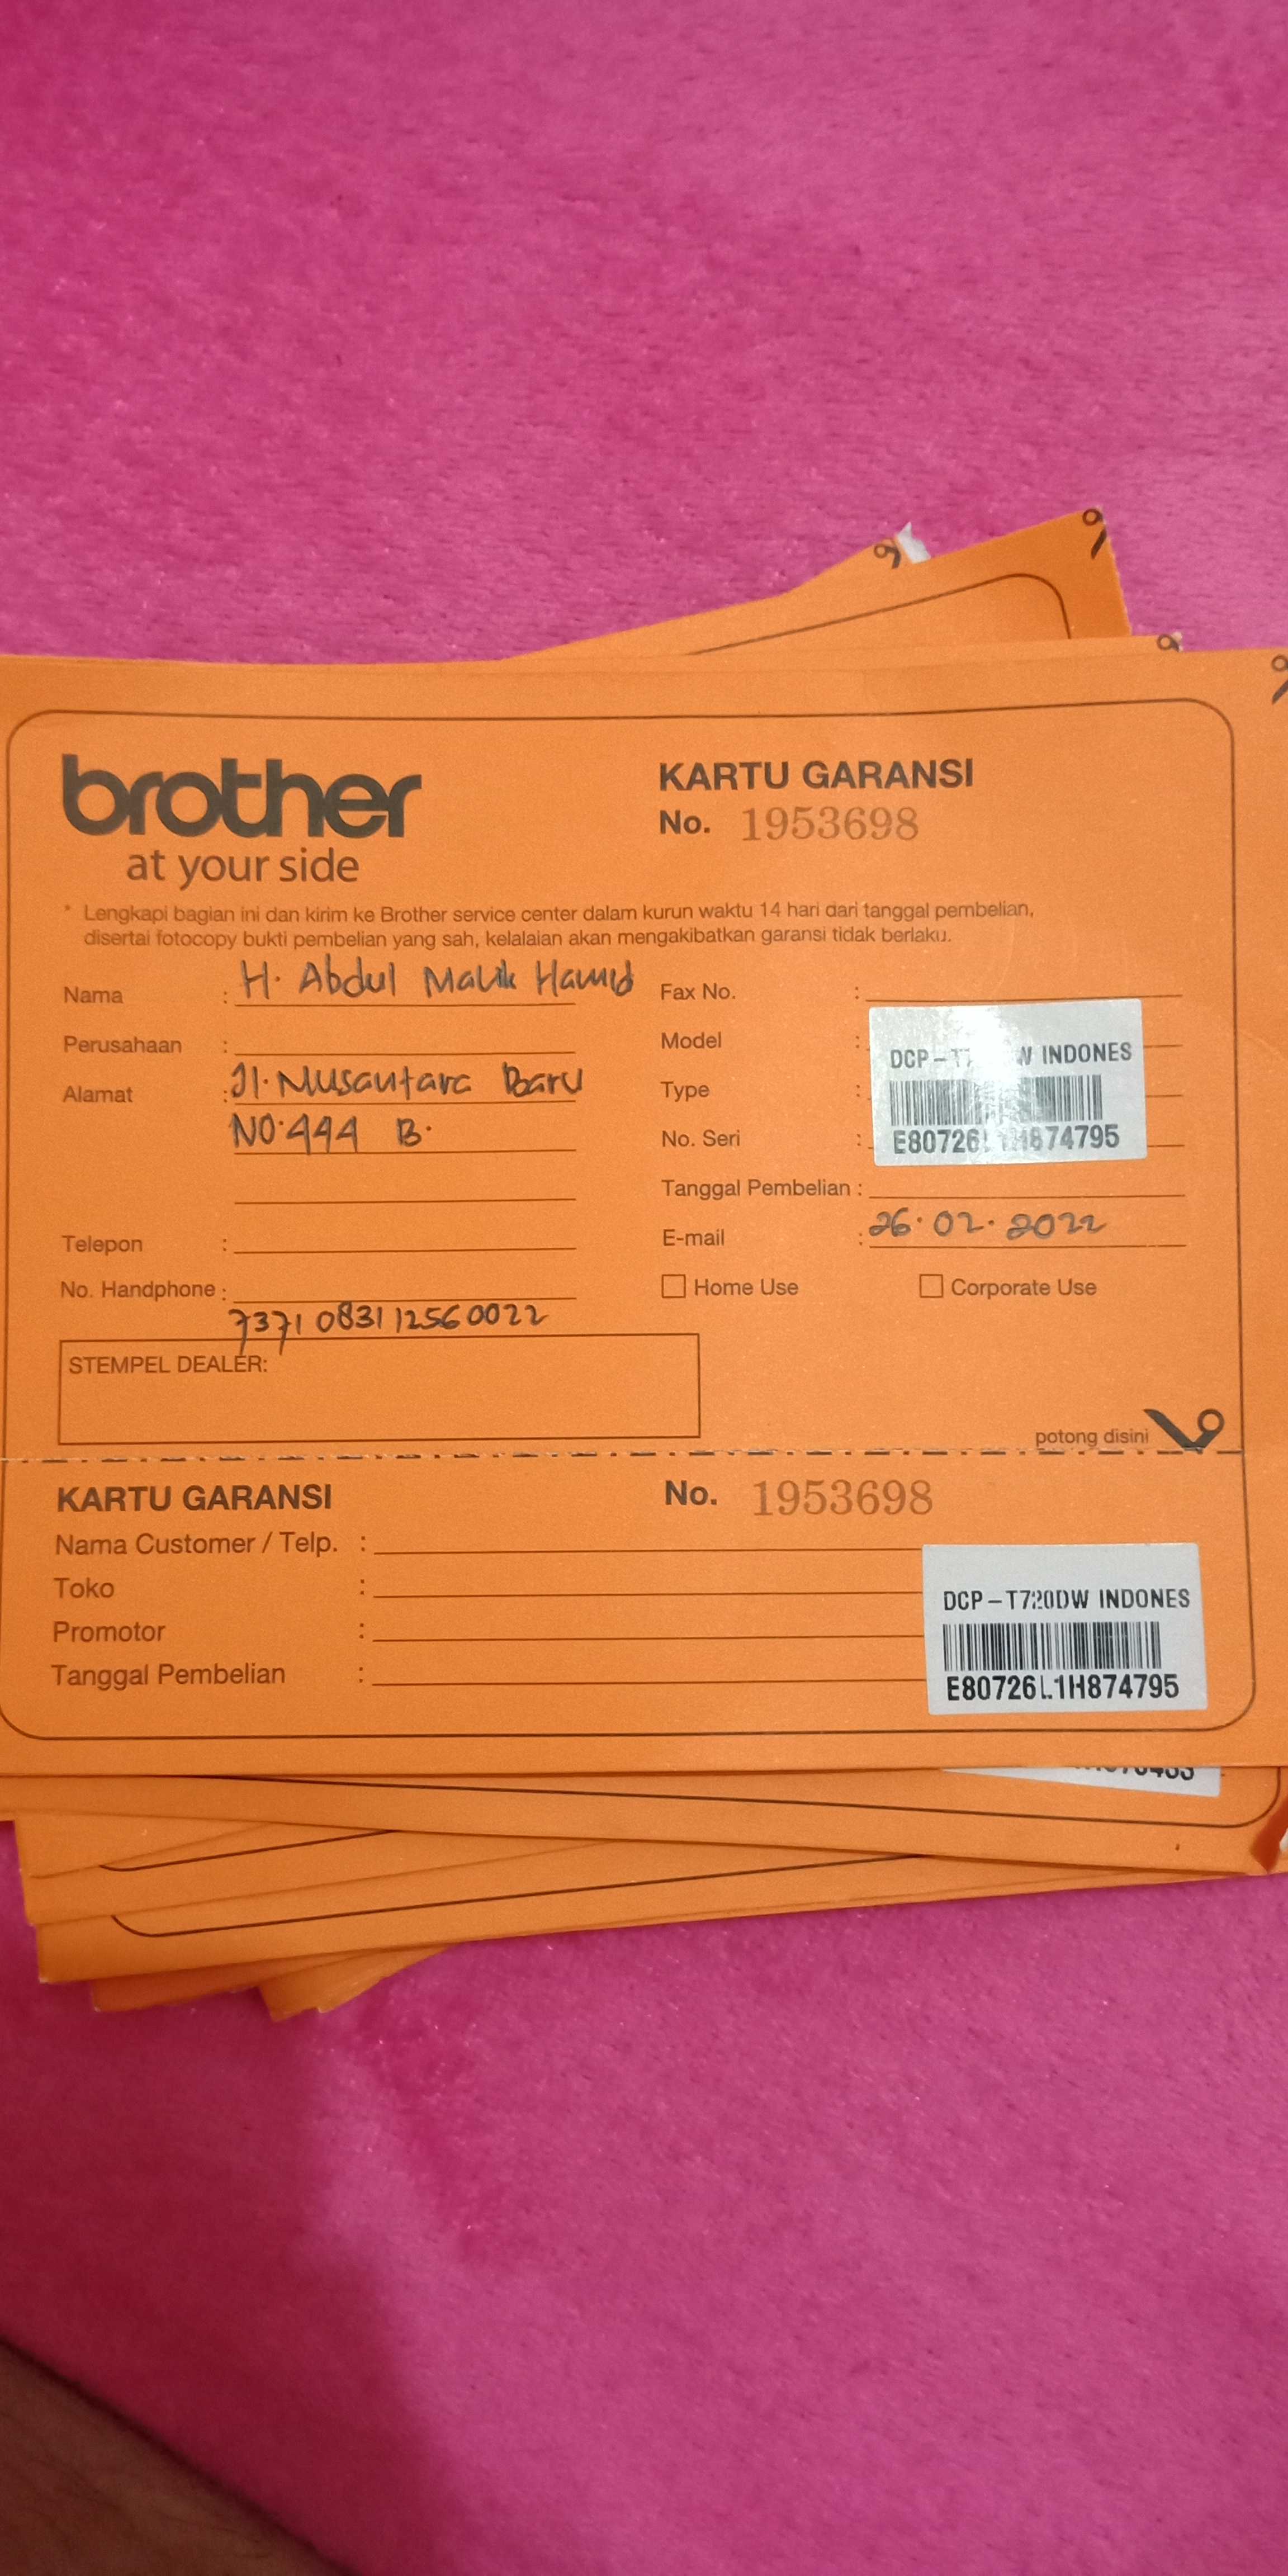 brother
at your side
KARTU GARANSI
No. 1953698
* Lengkapi bagian ini dan kirim ke Brother service center dalam kurun waktu 14 hari dari tanggal pembelian,
disertai fotocopy bukti pembelian yang sah, kelalaian akan mengakibatkan garansi tidak berlaku.
Nama : H. Abdul Malik Hamid
Perusahaan :
Alamat : Jl. Nusantara Baru
NO. 444 B.
Telepon :
No. Handphone :
7371083112560022
Fax No. :
Model :
Type :
No. Seri :
INDONES
Tanggal Pembelian :
E-mail : 26.02.2022
Home Use
Corporate Use
STEMPEL DEALER:
potong disini
KARTU GARANSI
No. 1953698
Nama Customer / Telp. :
Toko :
Promotor :
Tanggal Pembelian :
DCP-T720DW INDONES
E80726L1H874795